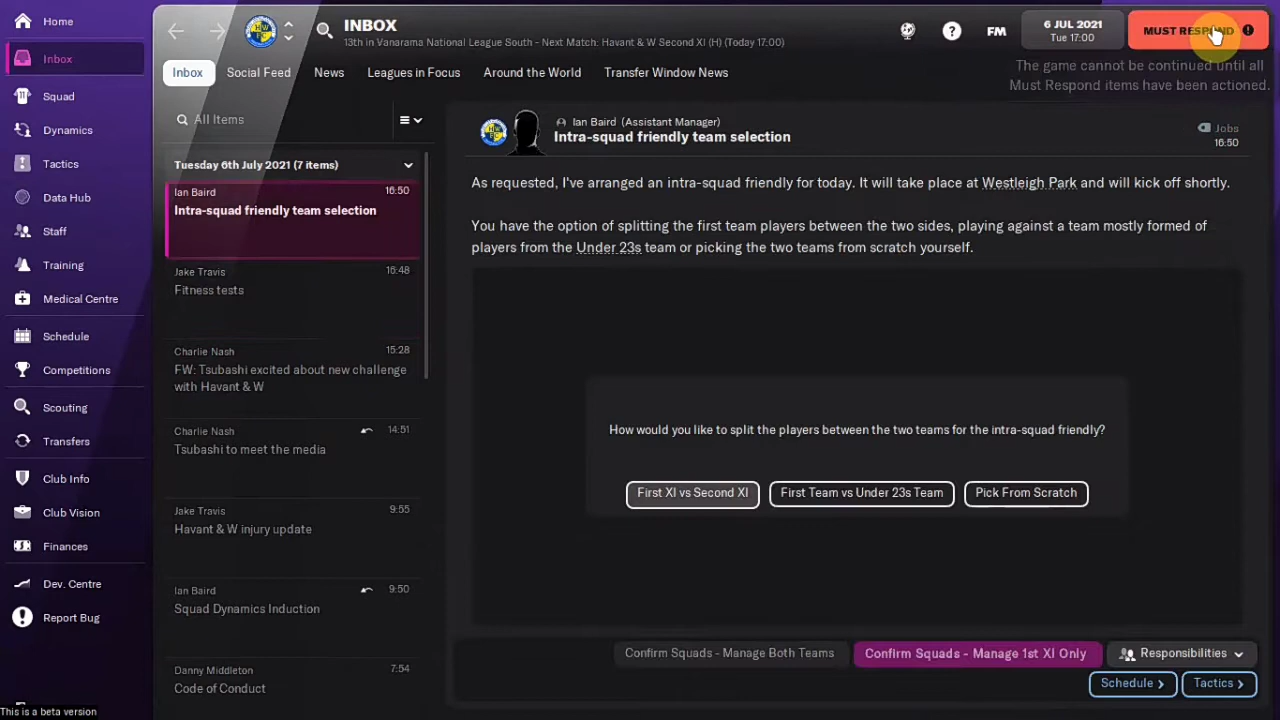 Home
Inbox
Squad
Dynamics
Tactics
Data Hub
Staff
Training
Medical Centre
Schedule
Competitions
Scouting
Transfers
Club Info
Club Vision
Finances
Dev. Centre
Report Bug
This is a beta version
INBOX
13th in Vanarama National League South - Next Match: Havant & W Second XI (H) (Today 17:00)
FM
6 JUL 2021
Tue 17:00
MUST RESPOND
The game cannot be continued until all
Must Respond items have been actioned.
Inbox
Social Feed
News
Leagues in Focus
Around the World
Transfer Window News
All Items
Tuesday 6th July 2021 (7 items)
Ian Baird 16:50
Intra-squad friendly team selection
Jake Travis 16:48
Fitness tests
Charlie Nash 15:28
FW: Tsubashi excited about new challenge
with Havant & W
Charlie Nash 14:51
Tsubashi to meet the media
Jake Travis 9:55
Havant & W injury update
Ian Baird 9:50
Squad Dynamics Induction
Danny Middleton 7:54
Code of Conduct
Ian Baird (Assistant Manager)
Intra-squad friendly team selection
Jobs
16:50
As requested, I've arranged an intra-squad friendly for today. It will take place at Westleigh Park and will kick off shortly.
You have the option of splitting the first team players between the two sides, playing against a team mostly formed of
players from the Under 23s team or picking the two teams from scratch yourself.
How would you like to split the players between the two teams for the intra-squad friendly?
First XI vs Second XI
First Team vs Under 23s Team
Pick From Scratch
Confirm Squads - Manage Both Teams
Confirm Squads - Manage 1st XI Only
Responsibilities
Schedule
Tactics